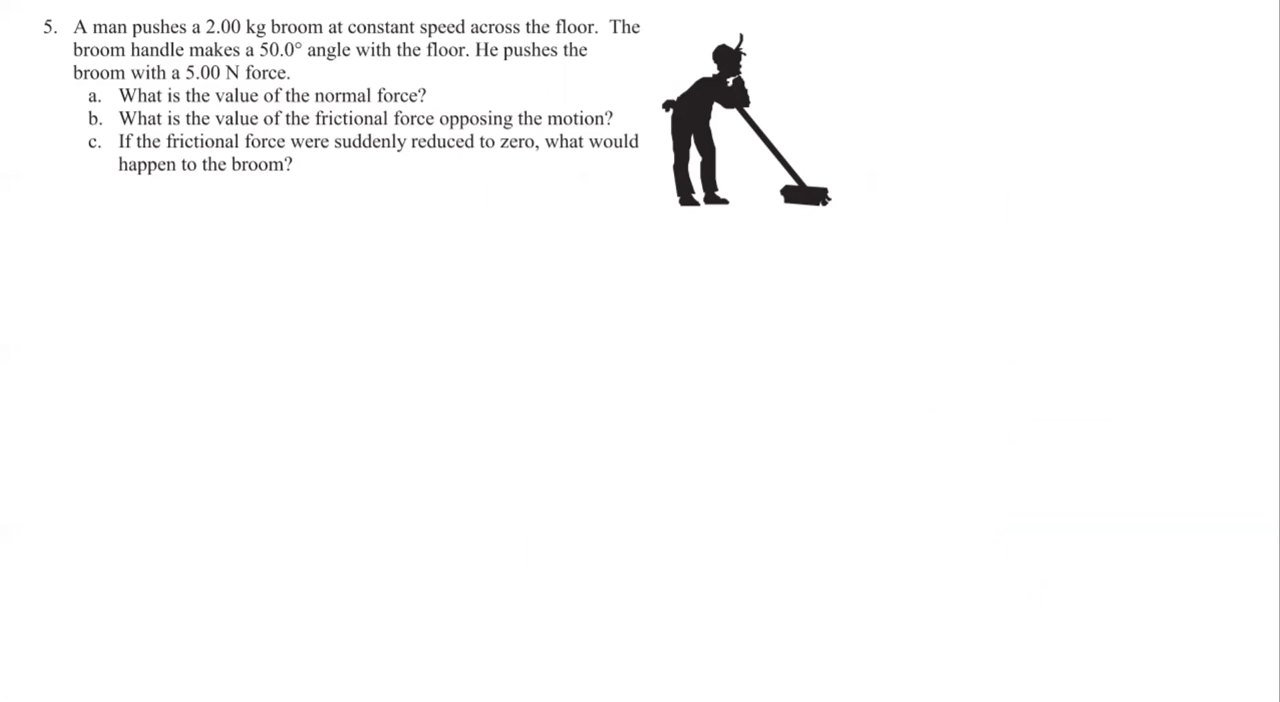 5. A man pushes a 2.00 kg broom at constant speed across the floor. The
broom handle makes a 50.0° angle with the floor. He pushes the
broom with a 5.00 N force.
a. What is the value of the normal force?
b. What is the value of the frictional force opposing the motion?
c. If the frictional force were suddenly reduced to zero, what would
happen to the broom?